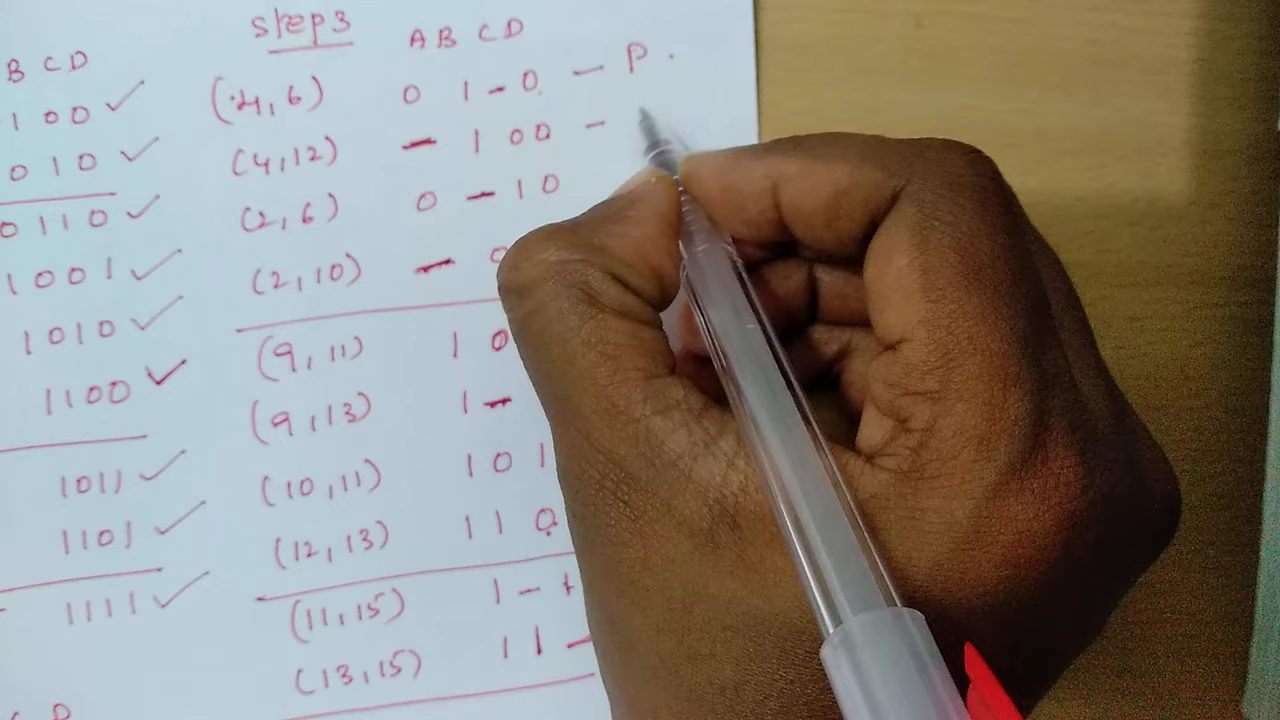 step3
B C D
A B C D
1 0 0 ✓ (4,6) 0 1 - 0 - P.
0 1 0 ✓ (4,12) - 1 0 0 -
0 1 1 0 ✓ (2,6) 0 - 1 0
1 0 0 1 ✓ (2,10) - 0
1 0 1 0 ✓ (9,11) 1 0
1 1 0 0 ✓ (9,13) 1 -
1 0 1 1 ✓ (10,11) 1 0 1
1 1 0 1 ✓ (12,13) 1 1 0
1 1 1 1 ✓ (11,15) 1 -
(13,15) 1 1 -
D